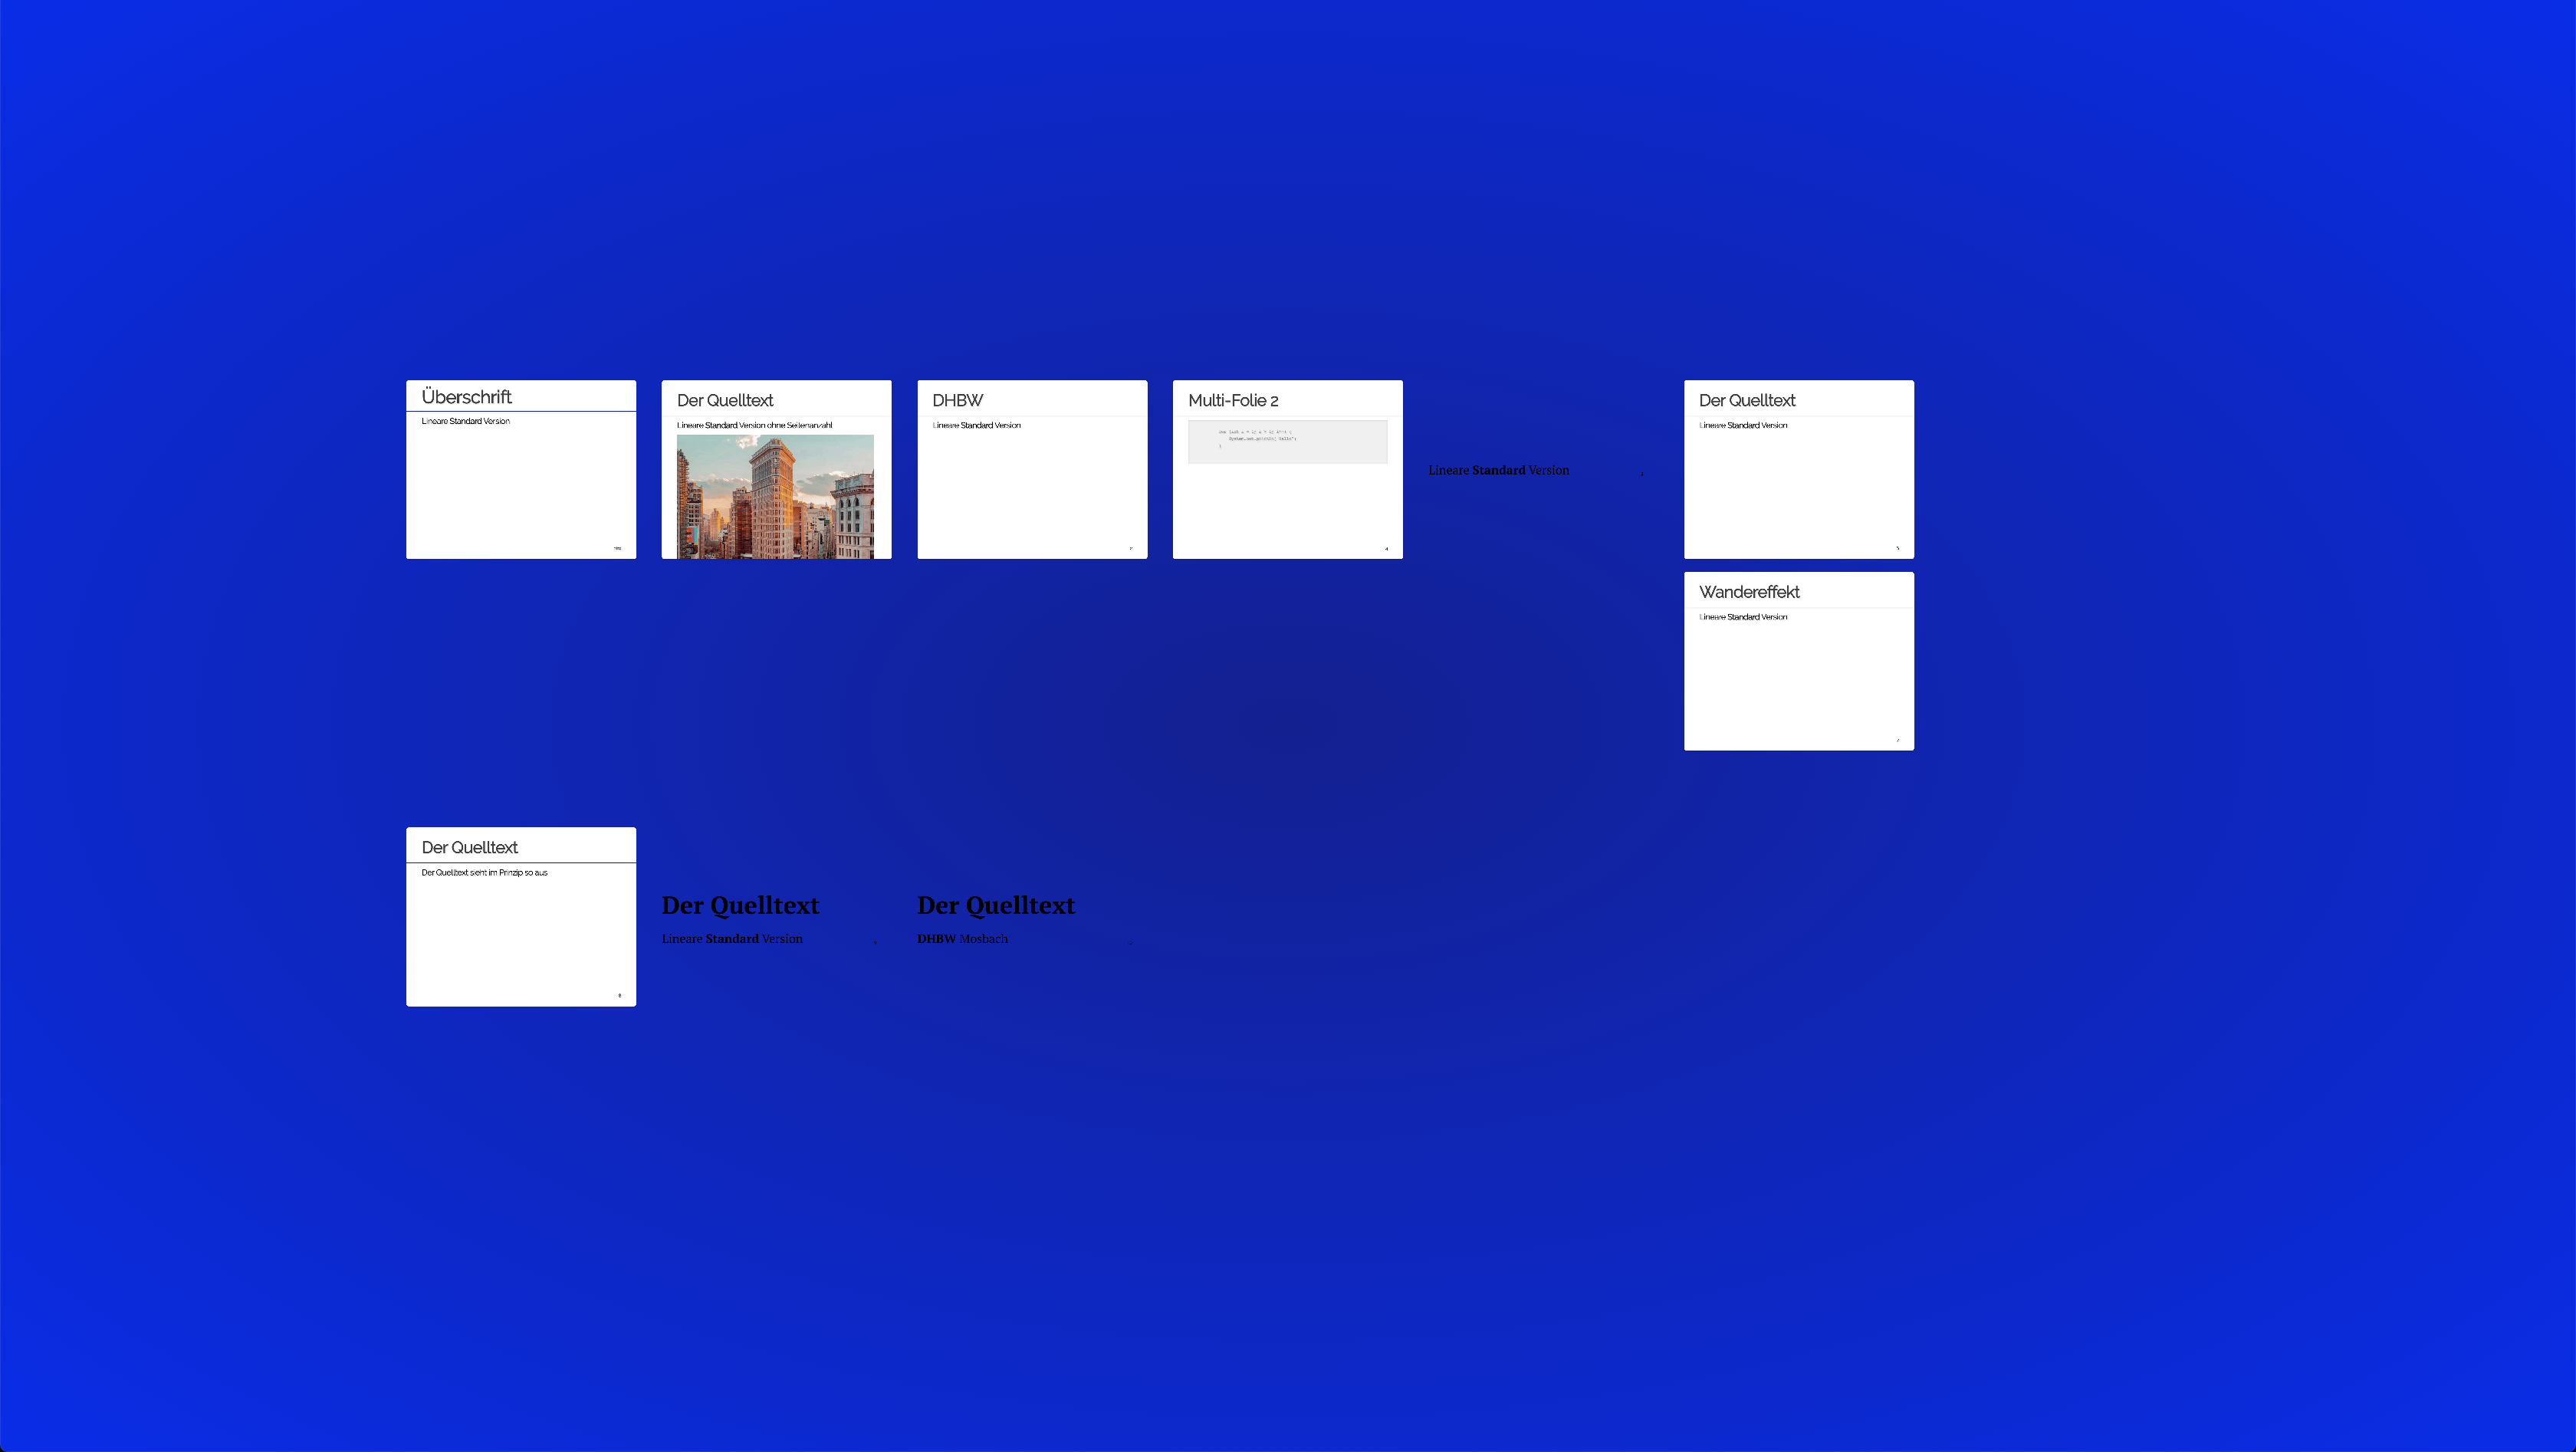 Überschrift
Lineare Standard Version
Der Quelltext
Lineare Standard Version ohne Seitenanzahl
DHBW
Lineare Standard Version
Multi-Folie 2
Lineare Standard Version
Der Quelltext
Lineare Standard Version
Wandereffekt
Lineare Standard Version
Der Quelltext
Der Quelltext sieht im Prinzip so aus
Der Quelltext
Lineare Standard Version
Der Quelltext
DHBW Mosbach